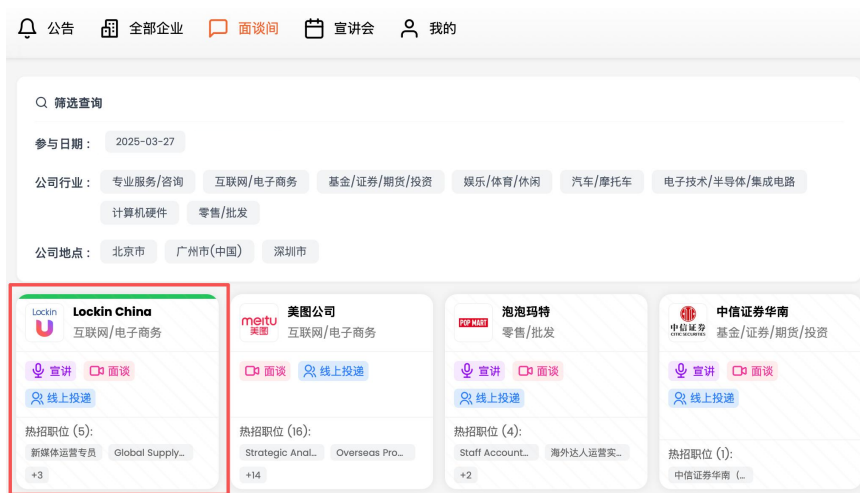 公告 全部企业 面谈间 宣讲会 我的
筛选查询
参与日期： 2025-03-27
公司行业： 专业服务/咨询 互联网/电子商务 基金/证券/期货/投资 娱乐/体育/休闲 汽车/摩托车 电子技术/半导体/集成电路
计算机硬件 零售/批发
公司地点： 北京市 广州市(中国) 深圳市
Lockin
Lockin China
互联网/电子商务
宣讲 面谈
线上投递
热招职位 (5):
新媒体运营专员 Global Supply...
+3
meitu
美图
美图公司
互联网/电子商务
面谈 线上投递
热招职位 (16):
Strategic Anal... Overseas Pro...
+14
POP MART
泡泡玛特
零售/批发
宣讲 面谈
线上投递
热招职位 (4):
Staff Account... 海外达人运营实...
+2
中信证券
CITIC SECURITIES
中信证券华南
基金/证券/期货/投资
宣讲 面谈
线上投递
热招职位 (1):
中信证券华南（...